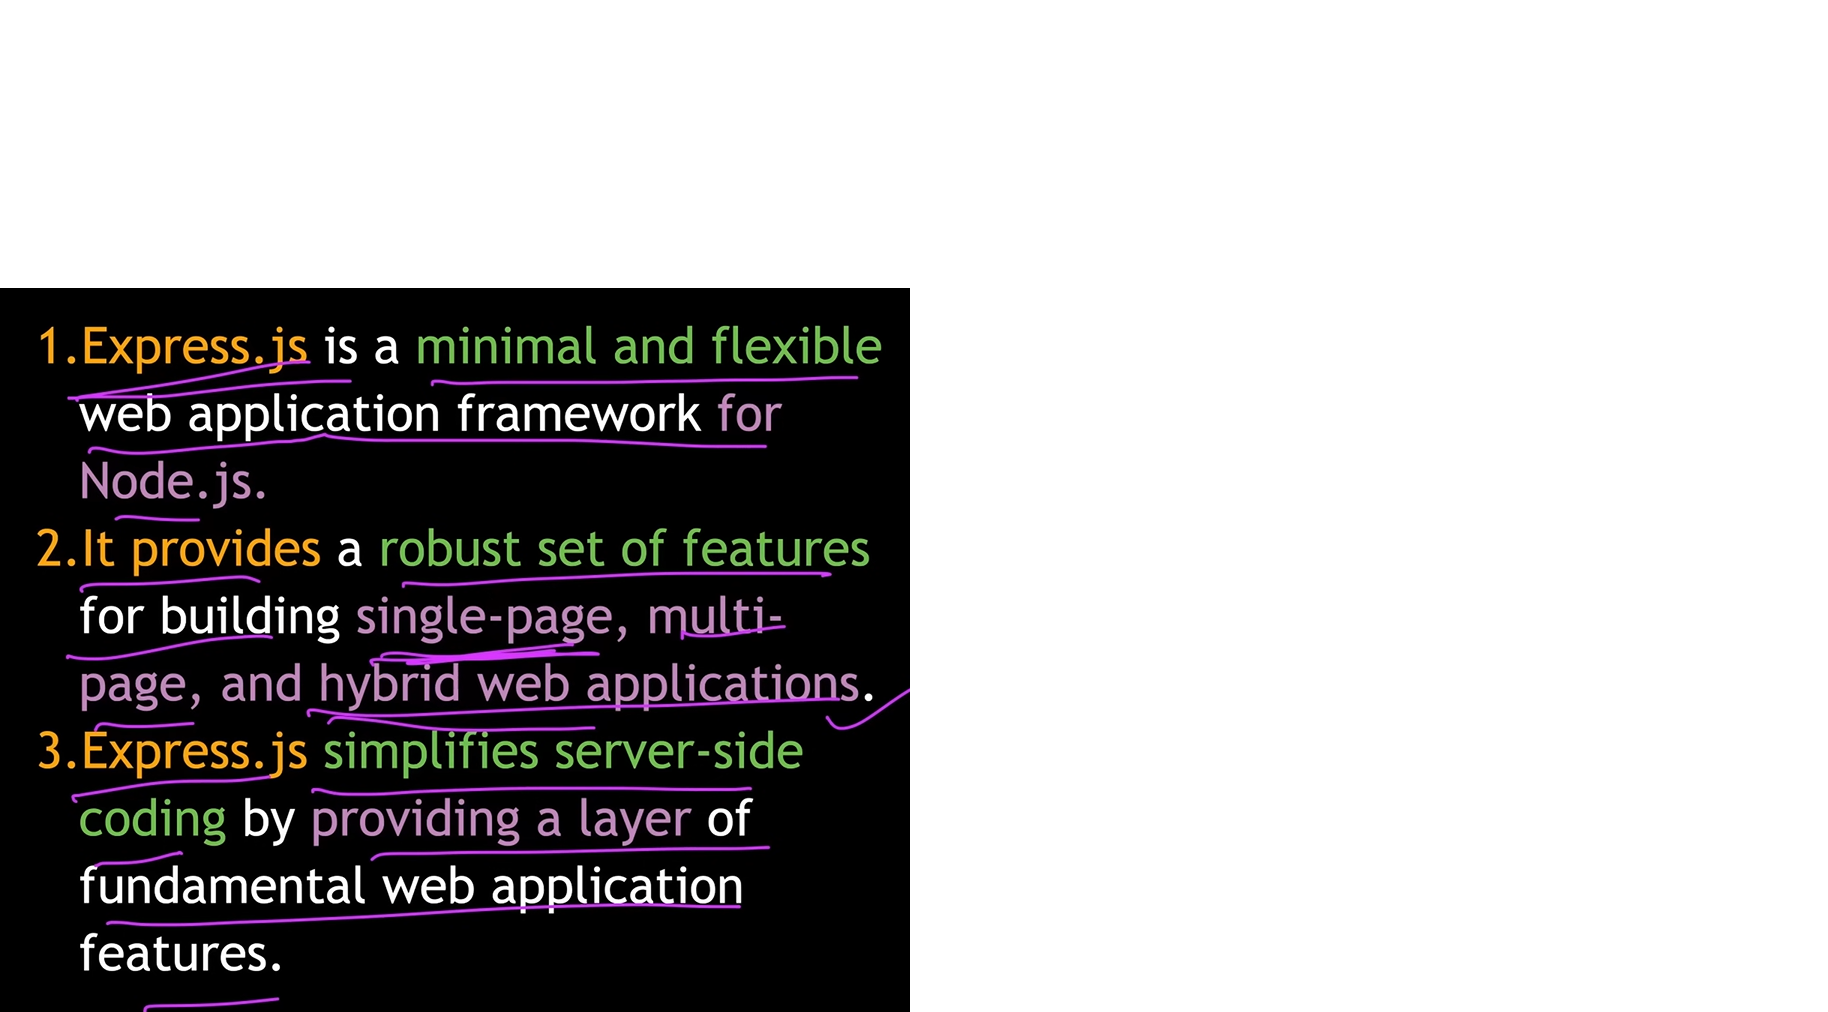 1.Express.js is a minimal and flexible
web application framework for
Node.js.
2.It provides a robust set of features
for building single-page, multi-
page, and hybrid web applications.
3.Express.js simplifies server-side
coding by providing a layer of
fundamental web application
features.